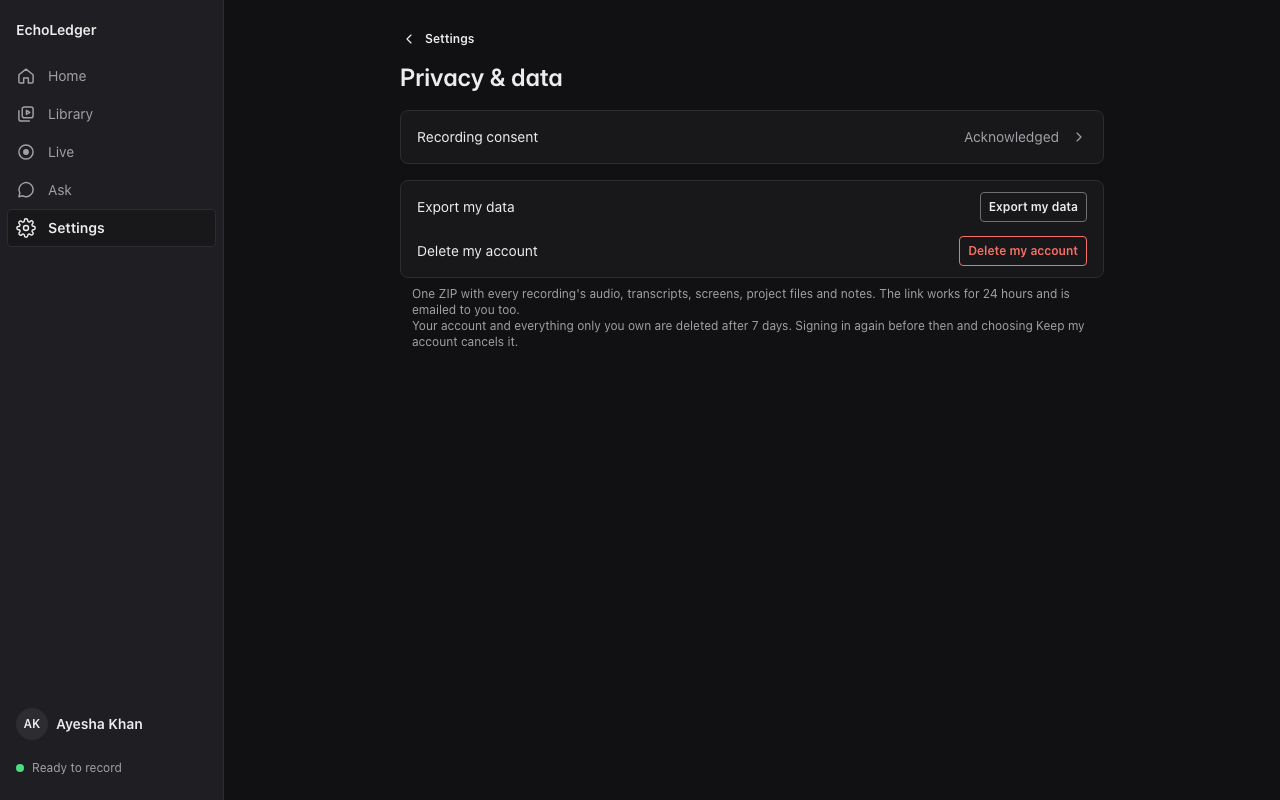 EchoLedger
Home
Library
Live
Ask
Settings
AK
Ayesha Khan
Ready to record
Settings
Privacy & data
Recording consent
Acknowledged
Export my data
Export my data
Delete my account
Delete my account
One ZIP with every recording's audio, transcripts, screens, project files and notes. The link works for 24 hours and is
emailed to you too.
Your account and everything only you own are deleted after 7 days. Signing in again before then and choosing Keep my
account cancels it.